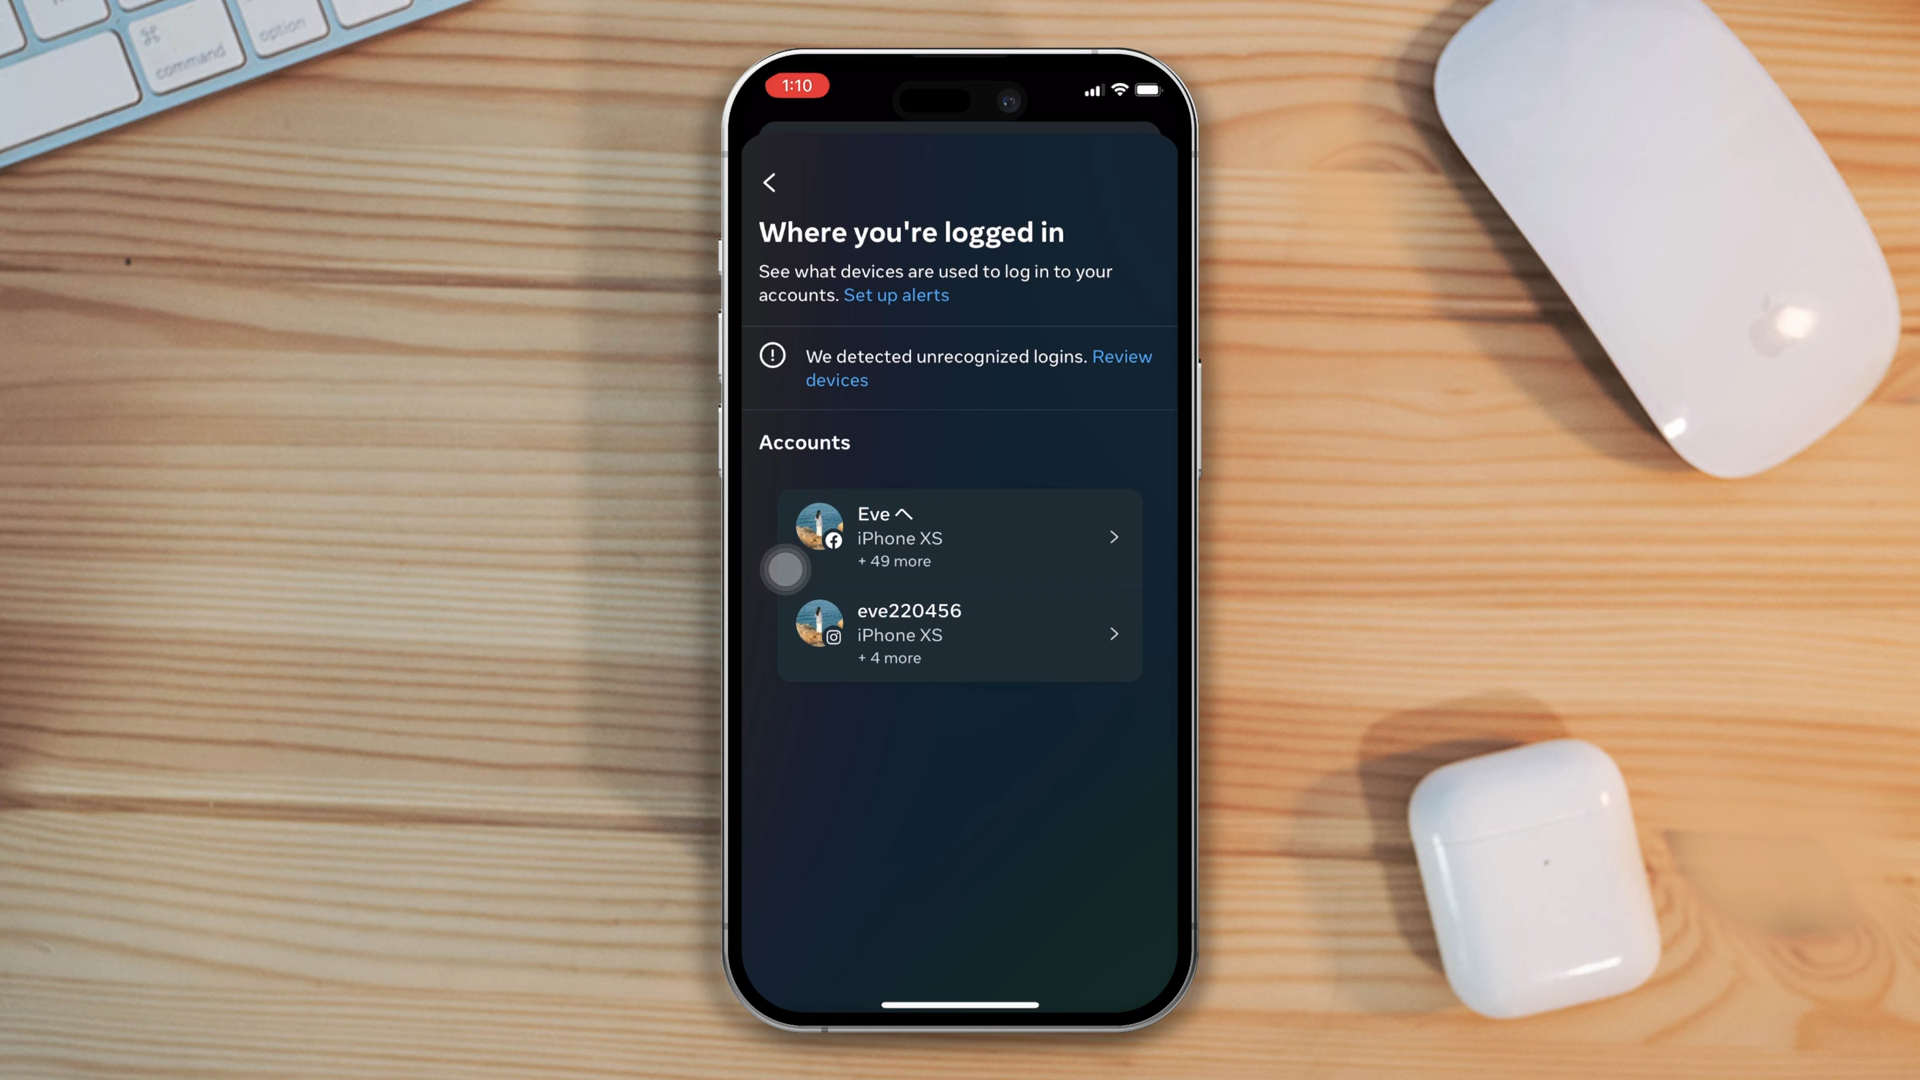 ⌘
command
option
1:10
Where you're logged in
See what devices are used to log in to your
accounts. Set up alerts
We detected unrecognized logins. Review
devices
Accounts
Eve へ
iPhone XS
+ 49 more
eve220456
iPhone XS
+ 4 more